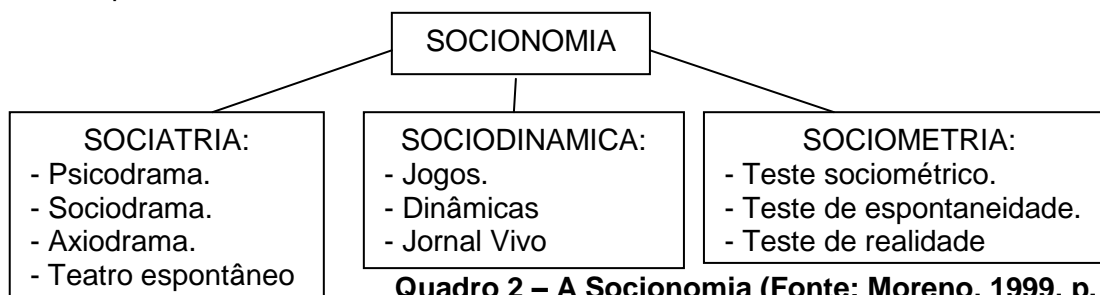 SOCIONOMIA
SOCIATRIA:
- Psicodrama.
- Sociodrama.
- Axiodrama.
- Teatro espontâneo
SOCIODINAMICA:
- Jogos.
- Dinâmicas
- Jornal Vivo
SOCIOMETRIA:
- Teste sociométrico.
- Teste de espontaneidade.
- Teste de realidade
Quadro 2 – A Socionomia (Fonte: Moreno, 1999, p.